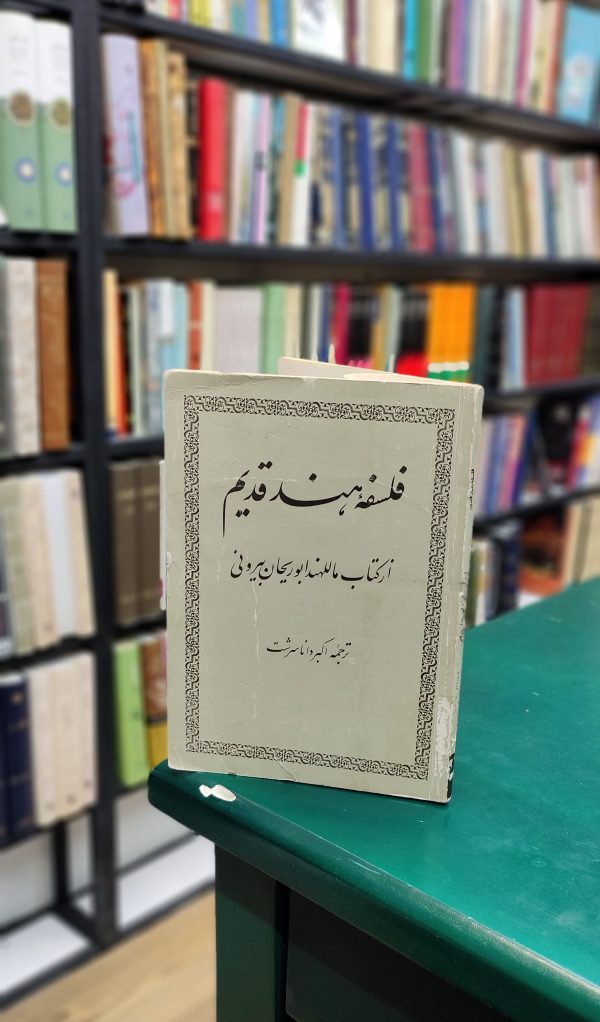 فلسفهٔ هند قدیم
از کتاب ماللهند ابوریحان بیرونی
ترجمهٔ اکبر داناسرشت